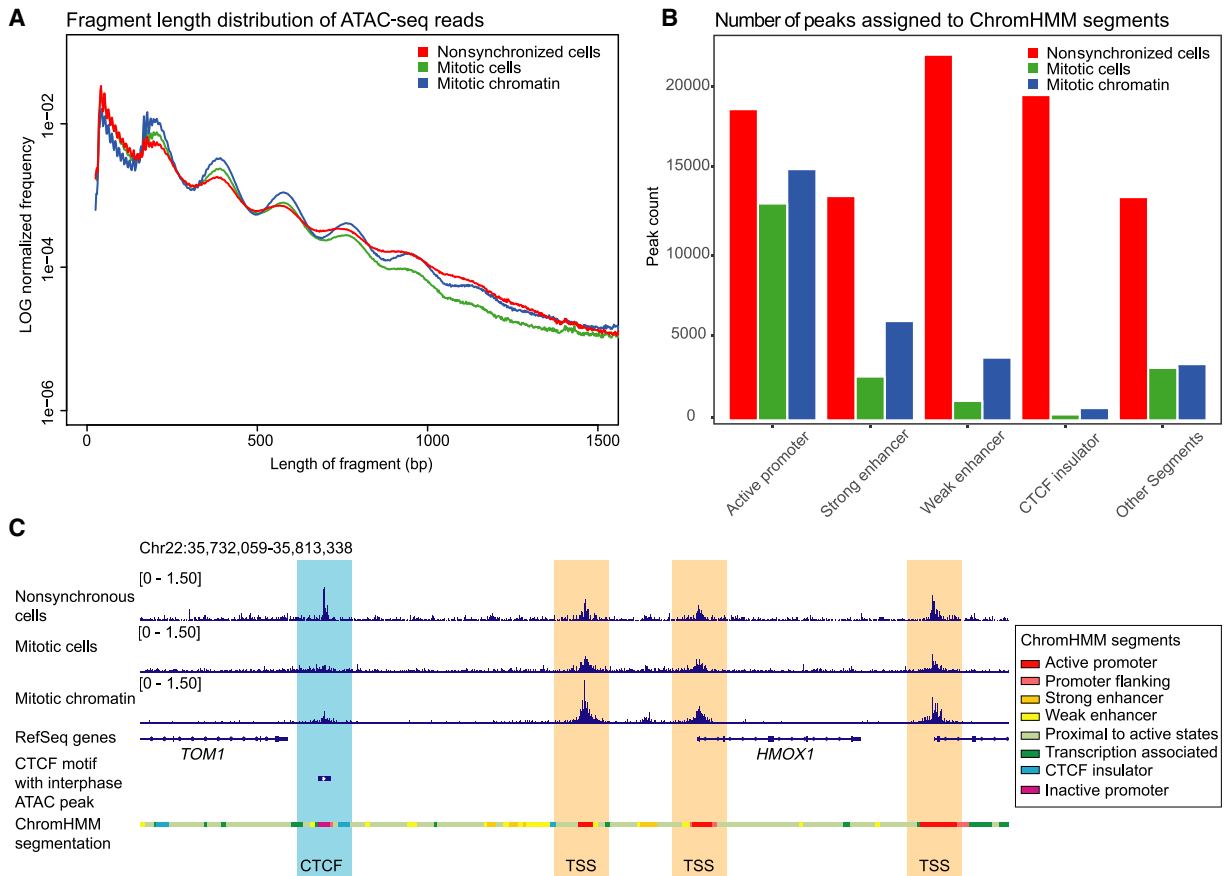 A
Fragment length distribution of ATAC-seq reads
Nonsynchronized cells
Mitotic cells
Mitotic chromatin
LOG normalized frequency
1e-02
1e-04
1e-06
0
500
1000
1500
Length of fragment (bp)
B
Number of peaks assigned to ChromHMM segments
Nonsynchronized cells
Mitotic cells
Mitotic chromatin
Peak count
20000
15000
10000
5000
0
Active promoter
Strong enhancer
Weak enhancer
CTCF insulator
Other Segments
C
Chr22:35,732,059-35,813,338
[0 - 1.50]
Nonsynchronous
cells
[0 - 1.50]
Mitotic cells
[0 - 1.50]
Mitotic chromatin
RefSeq genes
TOM1
HMOX1
CTCF motif
with interphase
ATAC peak
ChromHMM
segmentation
CTCF
TSS
TSS
TSS
ChromHMM segments
Active promoter
Promoter flanking
Strong enhancer
Weak enhancer
Proximal to active states
Transcription associated
CTCF insulator
Inactive promoter